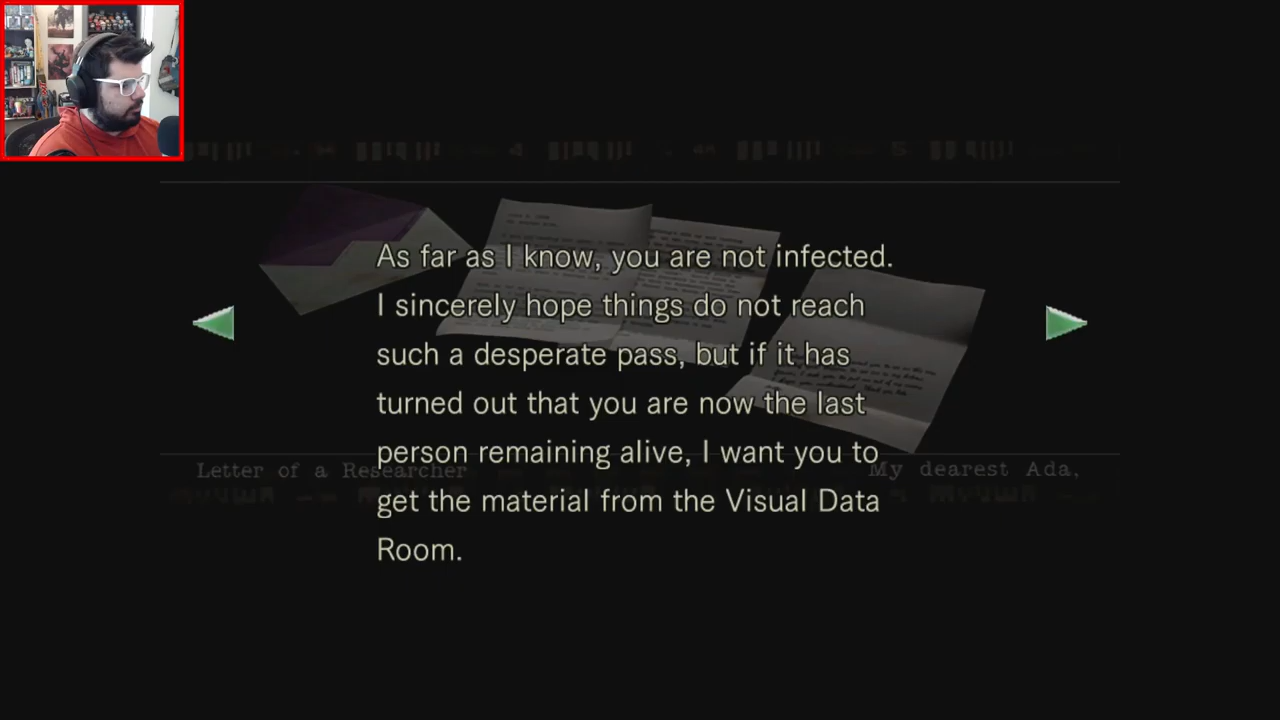 As far as I know, you are not infected.
I sincerely hope things do not reach
such a desperate pass, but if it has
turned out that you are now the last
person remaining alive, I want you to
get the material from the Visual Data
Room.
Letter of a Researcher
My dearest Ada,